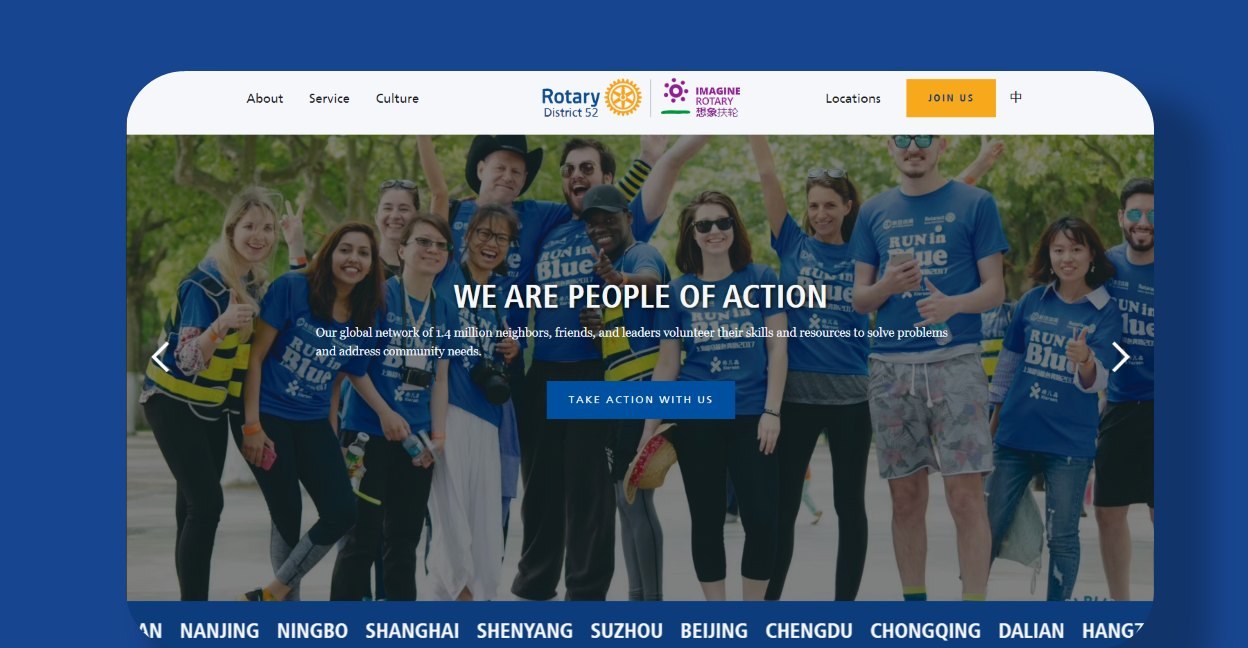 About Service Culture
Rotary
District 52
IMAGINE
ROTARY
想象扶轮
Locations
JOIN US
中
RUN in
Blue
WE ARE PEOPLE OF ACTION
Our global network of 1.4 million neighbors, friends, and leaders volunteer their skills and resources to solve problems
and address community needs.
TAKE ACTION WITH US
NANJING NINGBO SHANGHAI SHENYANG SUZHOU BEIJING CHENGDU CHONGQING DALIAN